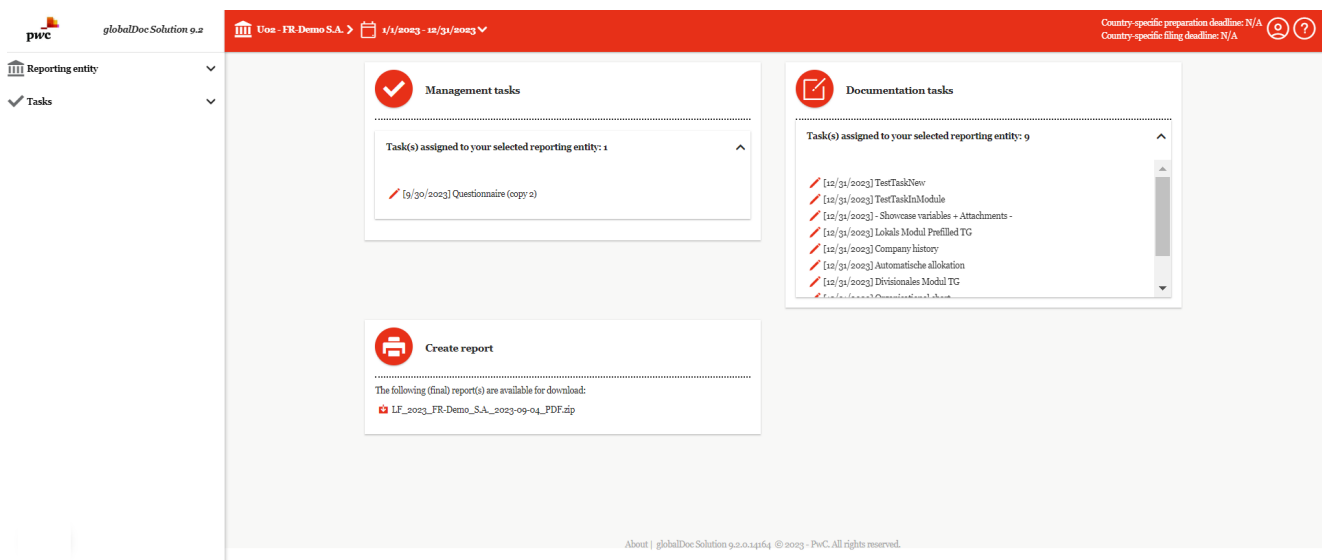 pwc
globalDoc Solution 9.2
U02 - FR-Demo S.A.
1/1/2023 - 12/31/2023
Country-specific preparation deadline: N/A
Country-specific filing deadline: N/A
Reporting entity
Tasks
Management tasks
Task(s) assigned to your selected reporting entity: 1
[9/30/2023] Questionnaire (copy 2)
Documentation tasks
Task(s) assigned to your selected reporting entity: 9
[12/31/2023] TestTaskNew
[12/31/2023] TestTaskInModule
[12/31/2023] - Showcase variables + Attachments -
[12/31/2023] Lokals Modul Prefilled TG
[12/31/2023] Company history
[12/31/2023] Automatische allokation
[12/31/2023] Divisionales Modul TG
Create report
The following (final) report(s) are available for download:
LF_2023_FR-Demo_S.A._2023-09-04_PDF.zip
About | globalDoc Solution 9.2.0.14164 © 2023 - PwC. All rights reserved.